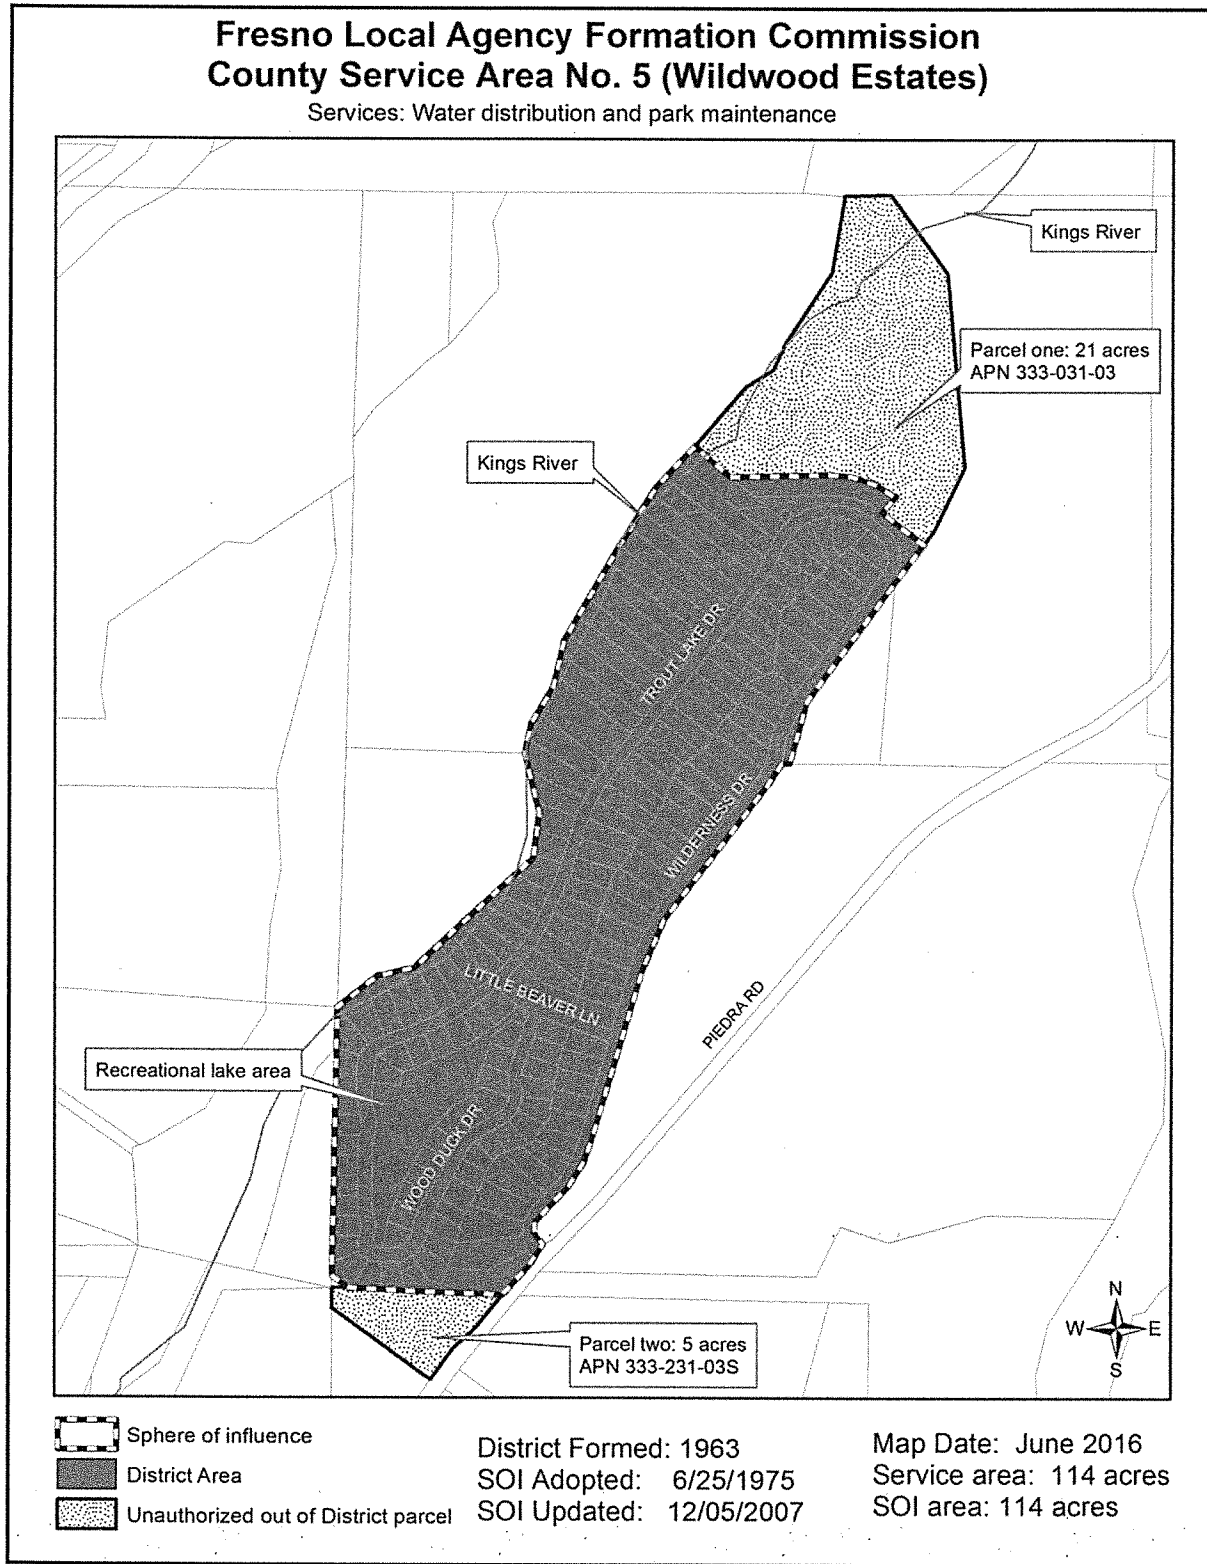 Fresno Local Agency Formation Commission
County Service Area No. 5 (Wildwood Estates)
Services: Water distribution and park maintenance
Kings River
Parcel one: 21 acres
APN 333-031-03
Kings River
TROUT LAKE DR
WILDERNESS DR
LITTLE BEAVER LN
PIEDRA RD
Recreational lake area
WOOD DUCK DR
N
W E
S
Parcel two: 5 acres
APN 333-231-03S
Sphere of influence
District Area
Unauthorized out of District parcel
District Formed: 1963
SOI Adopted: 6/25/1975
SOI Updated: 12/05/2007
Map Date: June 2016
Service area: 114 acres
SOI area: 114 acres